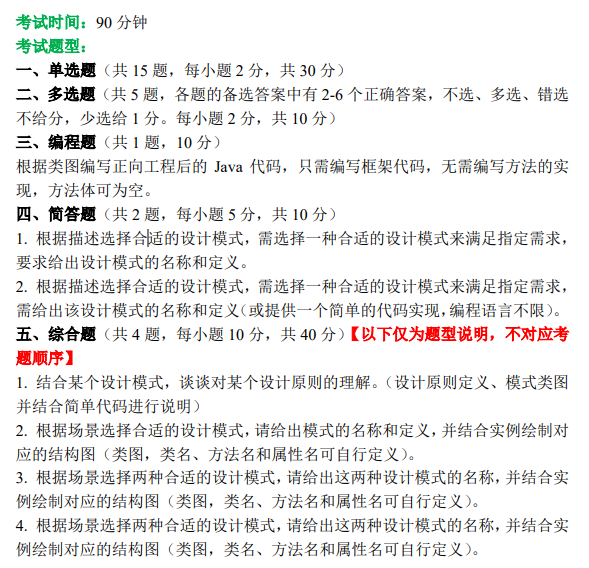 考试时间：90 分钟
考试题型：
一、单选题（共 15 题，每小题 2 分，共 30 分）
二、多选题（共 5 题，各题的备选答案中有 2-6 个正确答案，不选、多选、错选
不给分，少选给 1 分。每小题 2 分，共 10 分）
三、编程题（共 1 题，10 分）
根据类图编写正向工程后的 Java 代码，只需编写框架代码，无需编写方法的实
现，方法体可为空。
四、简答题（共 2 题，每小题 5 分，共 10 分）
1. 根据描述选择合适的设计模式，需选择一种合适的设计模式来满足指定需求，
要求给出设计模式的名称和定义。
2. 根据描述选择合适的设计模式，需选择一种合适的设计模式来满足指定需求，
需给出该设计模式的名称和定义（或提供一个简单的代码实现，编程语言不限）。
五、综合题（共 4 题，每小题 10 分，共 40 分）【以下仅为题型说明，不对应考
题顺序】
1. 结合某个设计模式，谈谈对某个设计原则的理解。（设计原则定义、模式类图
并结合简单代码进行说明）
2. 根据场景选择合适的设计模式，请给出模式的名称和定义，并结合实例绘制对
应的结构图（类图，类名、方法名和属性名可自行定义）。
3. 根据场景选择两种合适的设计模式，请给出这两种设计模式的名称，并结合实
例绘制对应的结构图（类图，类名、方法名和属性名可自行定义）。
4. 根据场景选择两种合适的设计模式，请给出这两种设计模式的名称，并结合实
例绘制对应的结构图（类图，类名、方法名和属性名可自行定义）。